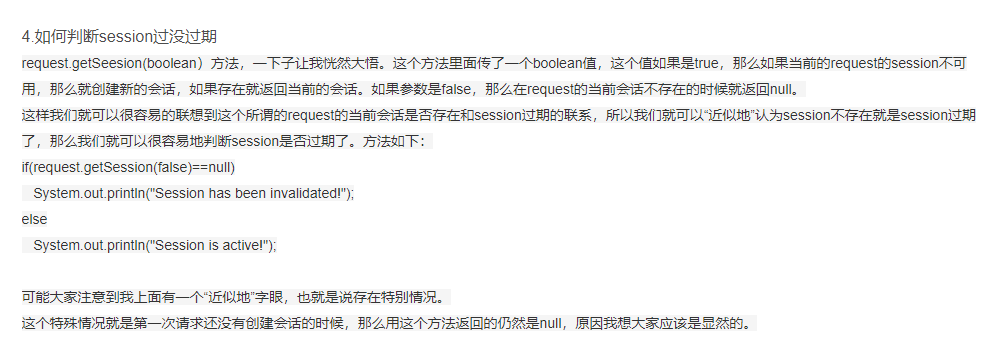 4.如何判断session过没过期
request.getSeesion(boolean）方法，一下子让我恍然大悟。这个方法里面传了一个boolean值，这个值如果是true，那么如果当前的request的session不可
用，那么就创建新的会话，如果存在就返回当前的会话。如果参数是false，那么在request的当前会话不存在的时候就返回null。
这样我们就可以很容易的联想到这个所谓的request的当前会话是否存在和session过期的联系，所以我们就可以“近似地”认为session不存在就是session过期
了，那么我们就可以很容易地判断session是否过期了。方法如下：
if(request.getSession(false)==null)
System.out.println("Session has been invalidated!");
else
System.out.println("Session is active!");
可能大家注意到我上面有一个“近似地”字眼，也就是说存在特别情况。
这个特殊情况就是第一次请求还没有创建会话的时候，那么用这个方法返回的仍然是null，原因我想大家应该是显然的。